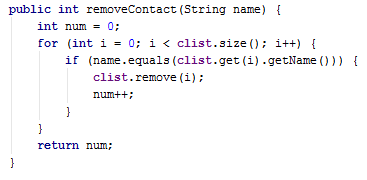 public int removeContact(String name) {
    int num = 0;
    for (int i = 0; i < clist.size(); i++) {
        if (name.equals(clist.get(i).getName())) {
            clist.remove(i);
            num++;
        }
    }
    return num;
}